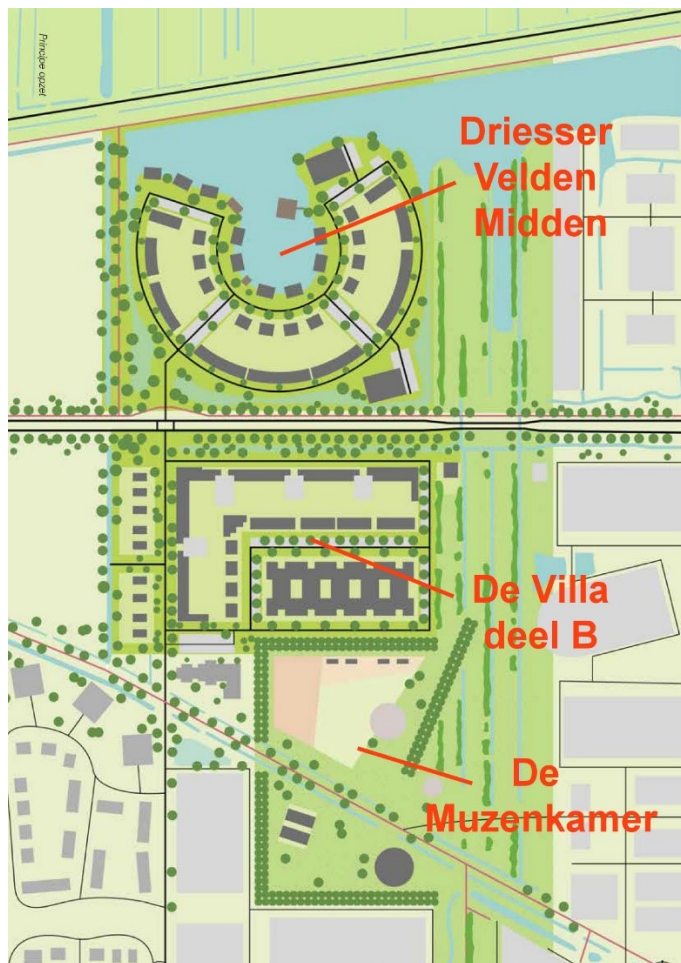 Principe opzet
Driesser
Velden
Midden
De Villa
deel B
De
Muzenkamer